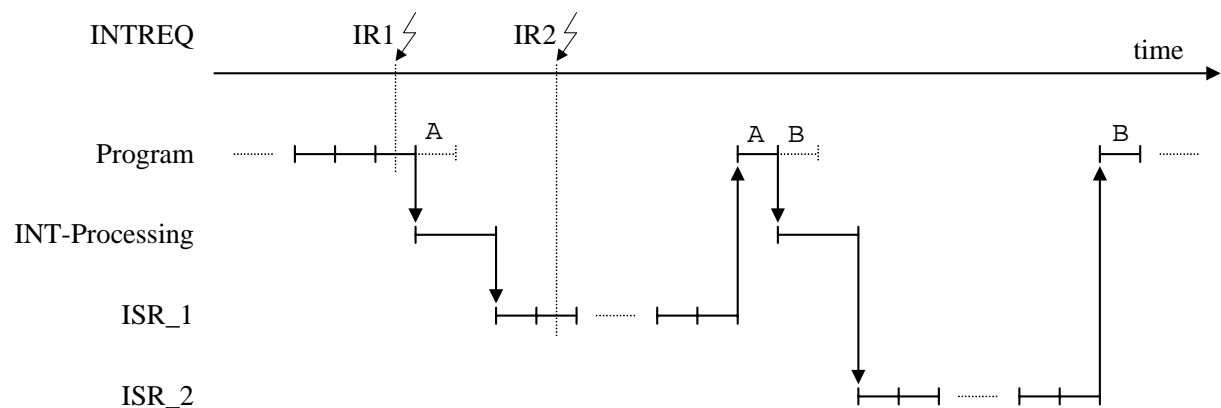 INTREQ IR1 IR2
time
A A B B
Program
INT-Processing
ISR_1
ISR_2